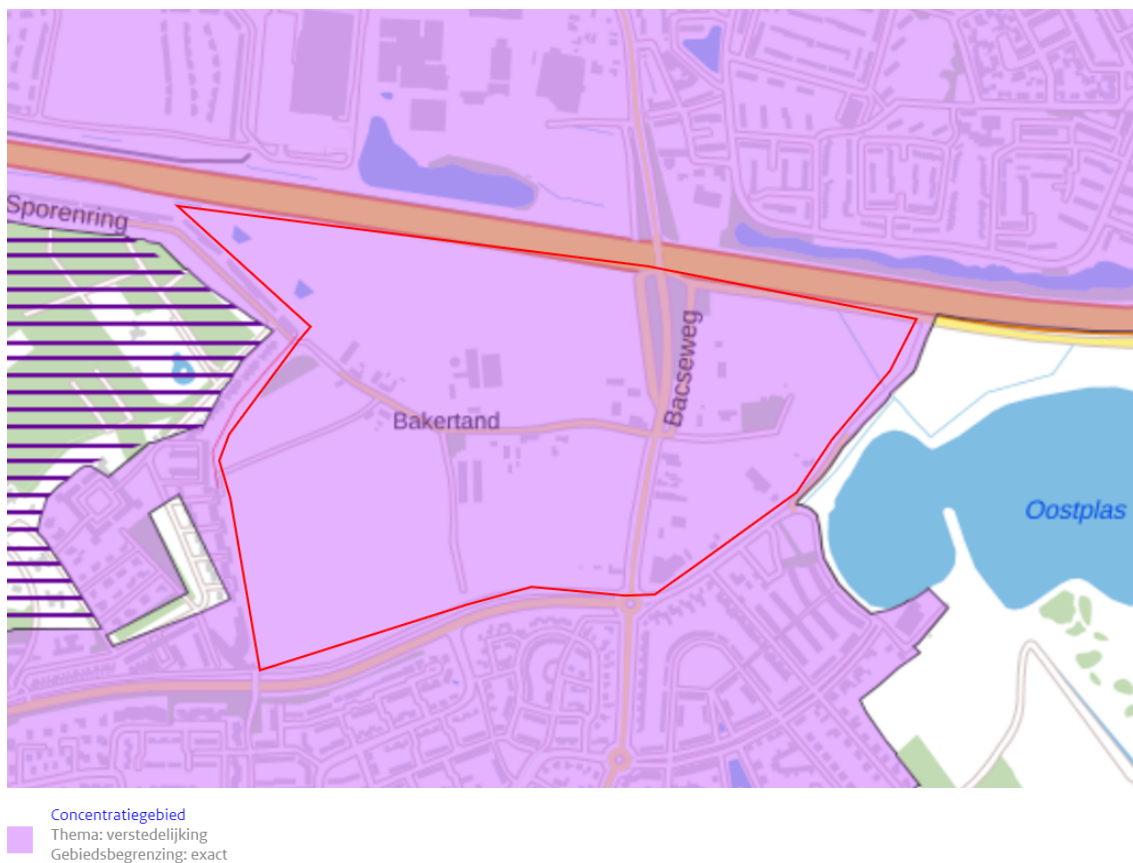 Sporenring
Bacseweg
Bakertand
Oostplas
Concentratiegebied
Thema: verstedelijking
Gebiedsbegrenzing: exact